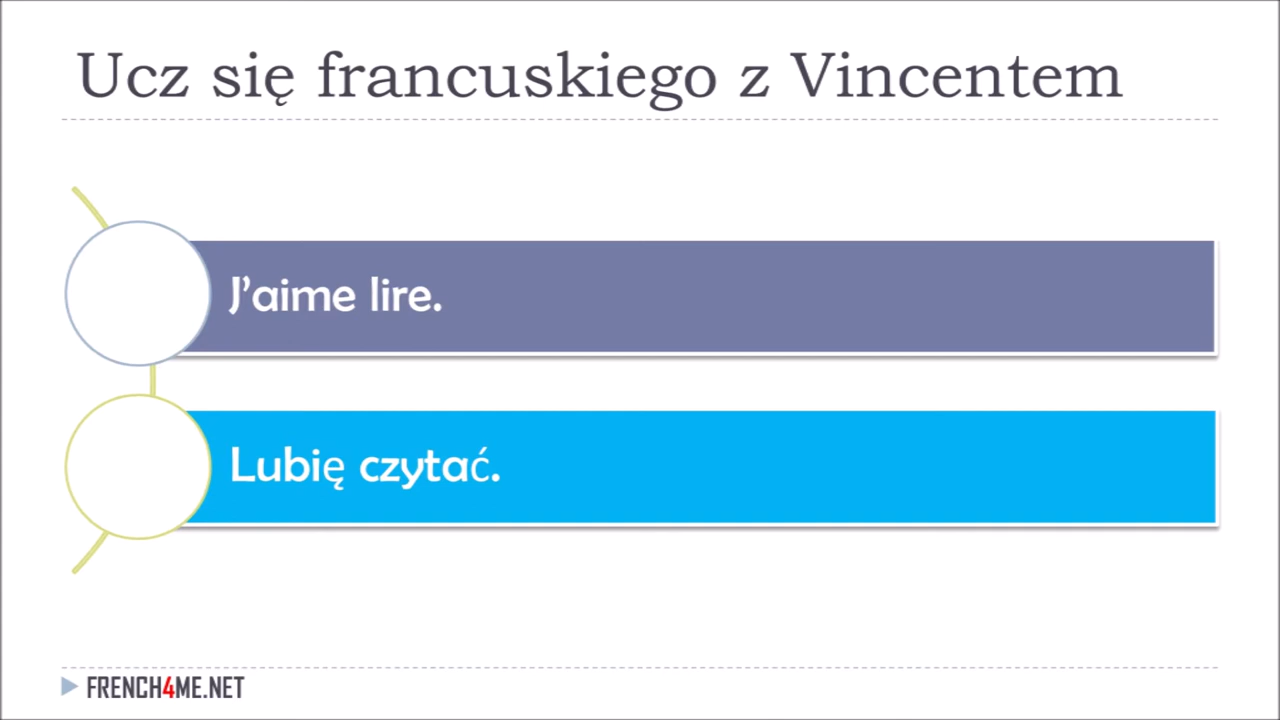 Ucz się francuskiego z Vincentem
J’aime lire.
Lubię czytać.
FRENCH4ME.NET